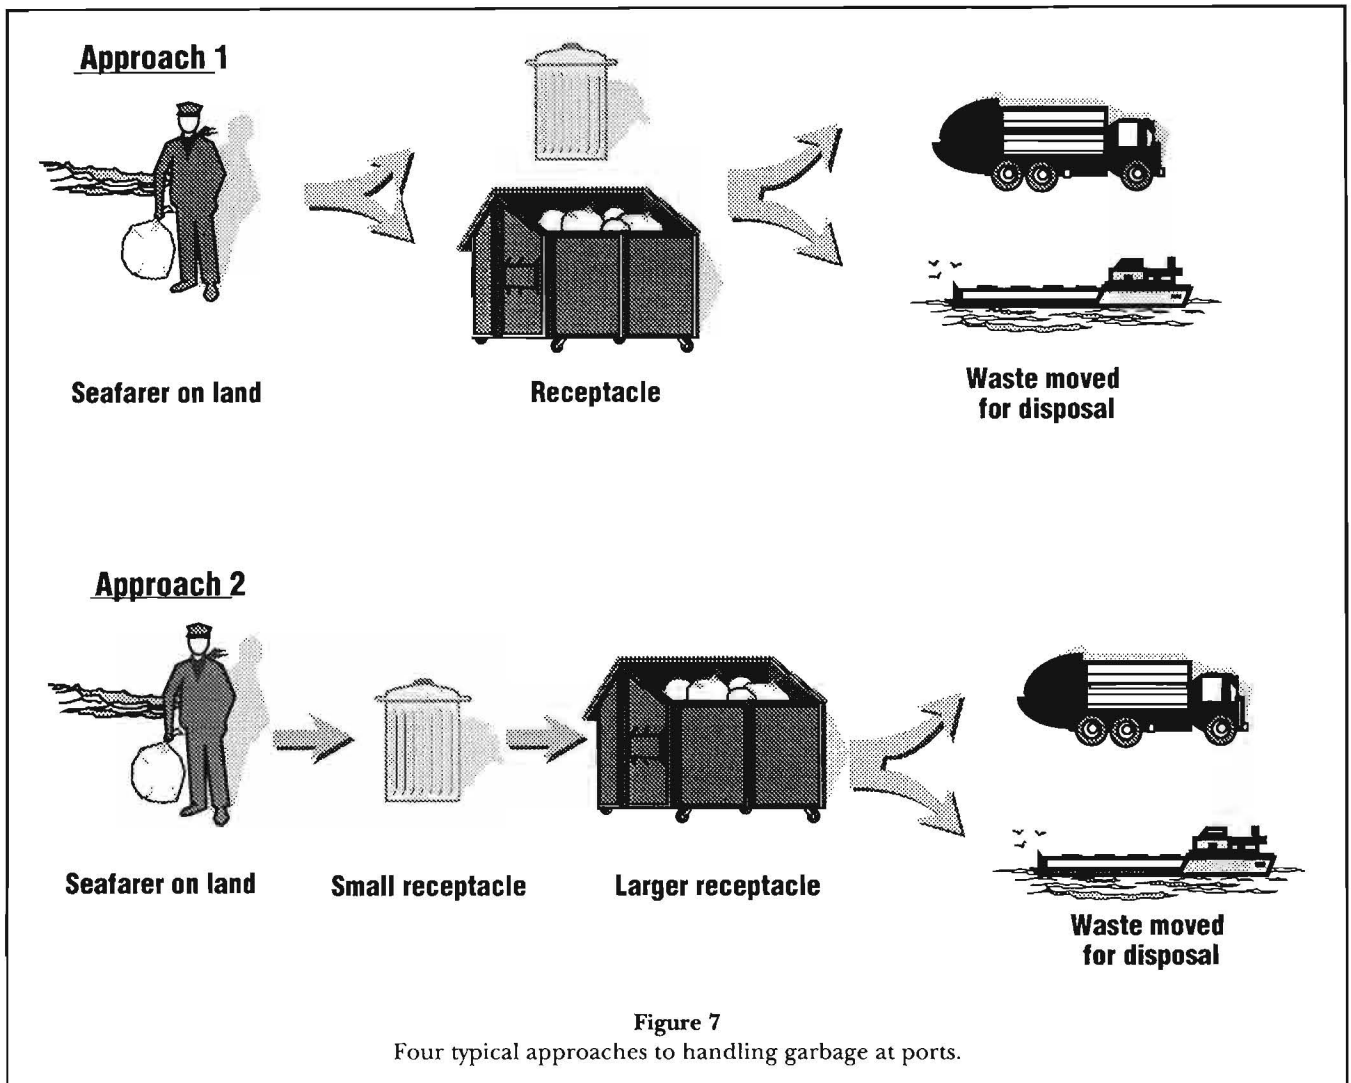 Approach 1
Seafarer on land
Receptacle
Waste moved
for disposal
Approach 2
Seafarer on land
Small receptacle
Larger receptacle
Waste moved
for disposal
Figure 7
Four typical approaches to handling garbage at ports.